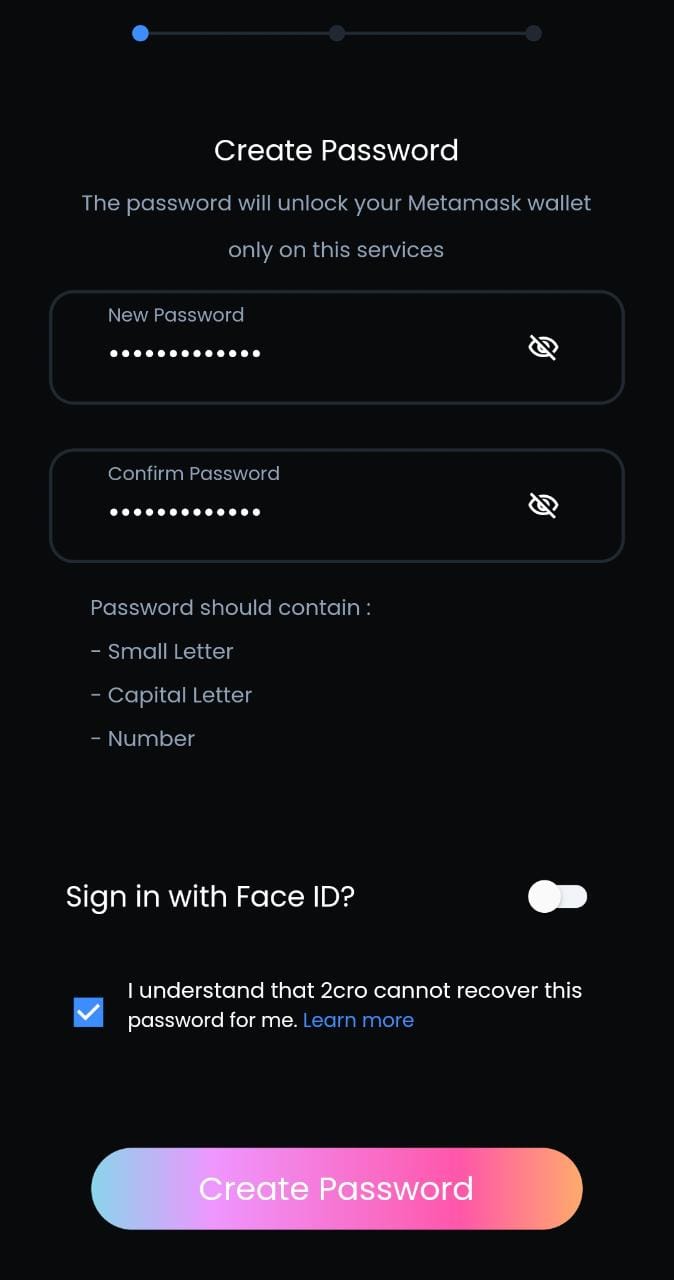 Create Password
The password will unlock your Metamask wallet
only on this services
New Password
•••••••••••••
Confirm Password
•••••••••••••
Password should contain :
- Small Letter
- Capital Letter
- Number
Sign in with Face ID?
I understand that 2cro cannot recover this
password for me. Learn more
Create Password